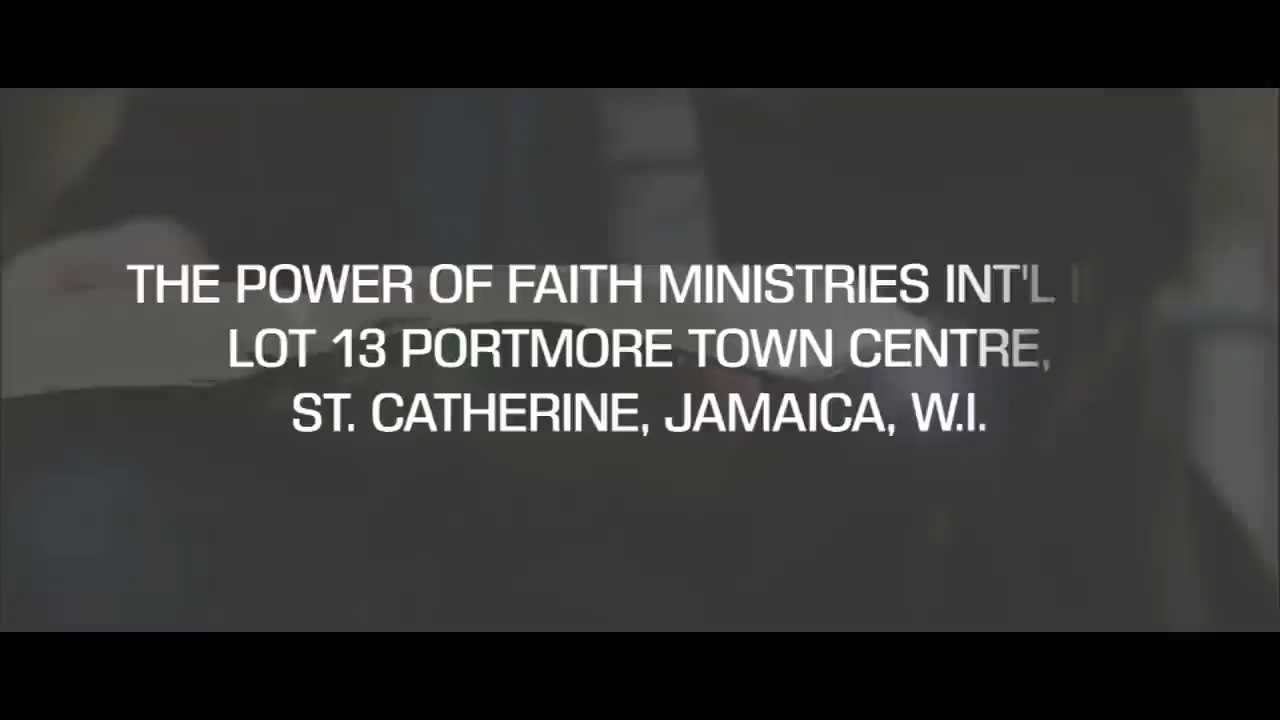 THE POWER OF FAITH MINISTRIES INT'L
LOT 13 PORTMORE TOWN CENTRE,
ST. CATHERINE, JAMAICA, W.I.